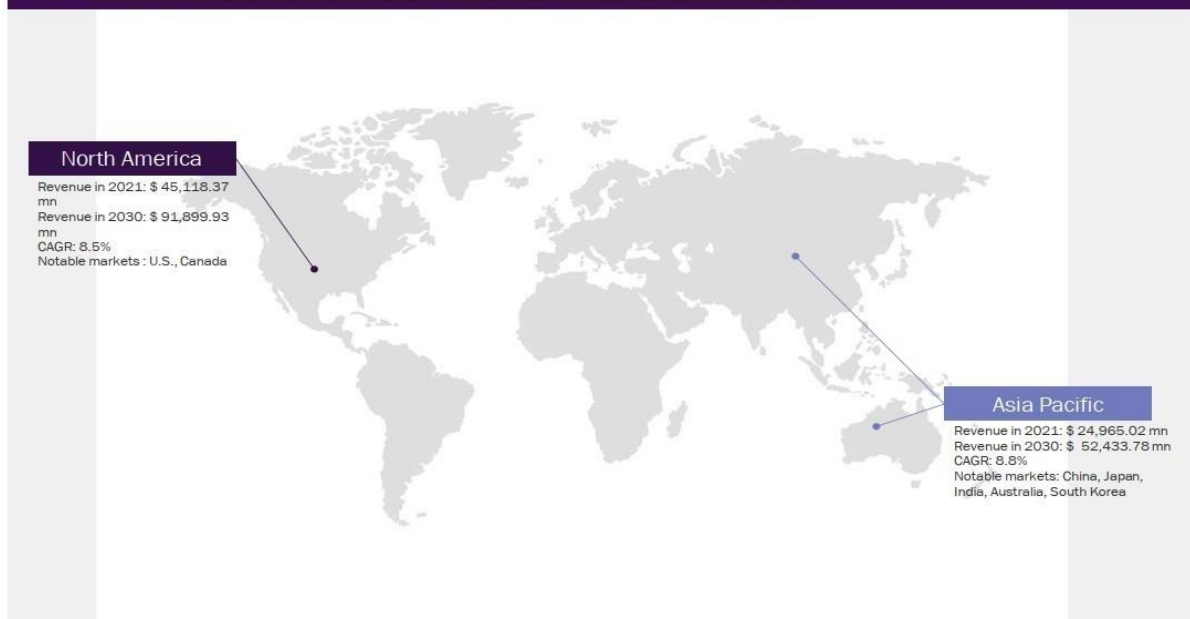 North America
Revenue in 2021: $ 45,118.37
mn
Revenue in 2030: $ 91,899.93
mn
CAGR: 8.5%
Notable markets : U.S., Canada
Asia Pacific
Revenue in 2021: $ 24,965.02 mn
Revenue in 2030: $ 52,433.78 mn
CAGR: 8.8%
Notable markets: China, Japan,
India, Australia, South Korea